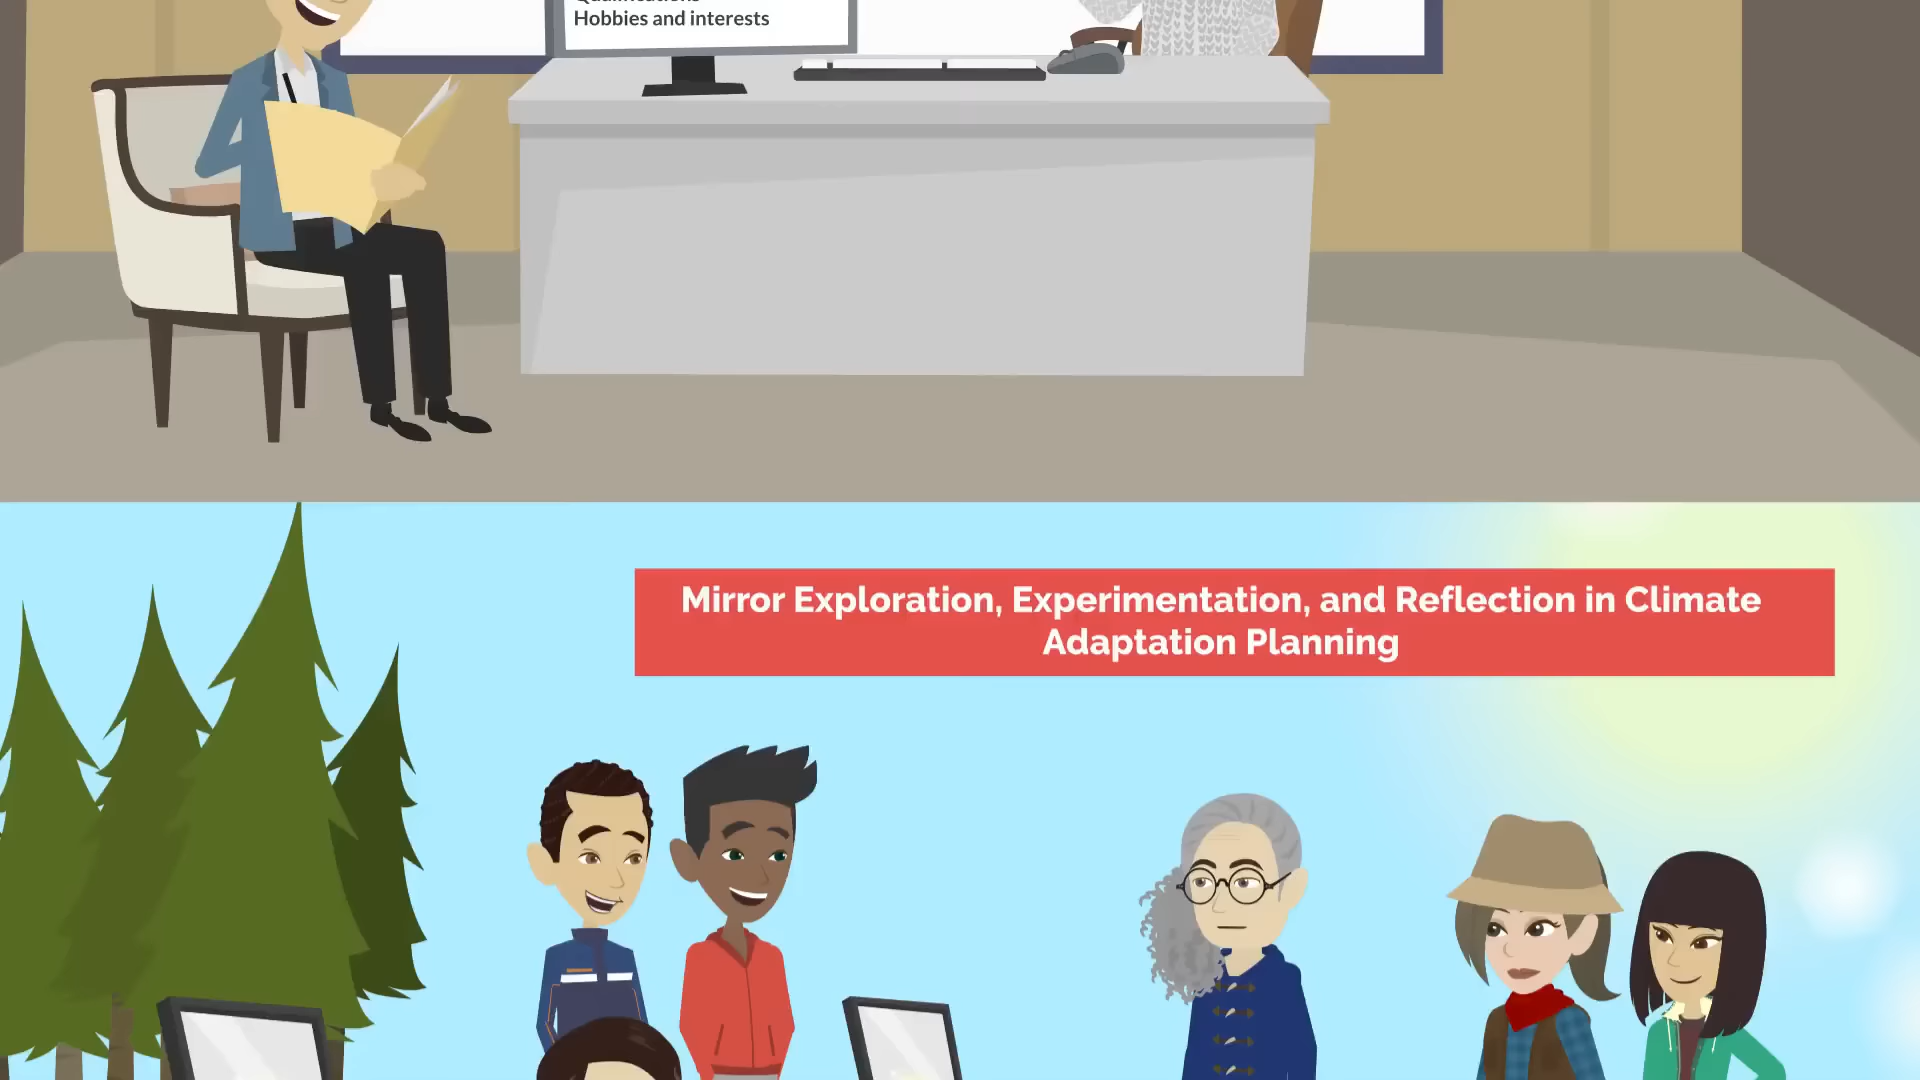 Hobbies and interests
Mirror Exploration, Experimentation, and Reflection in Climate
Adaptation Planning